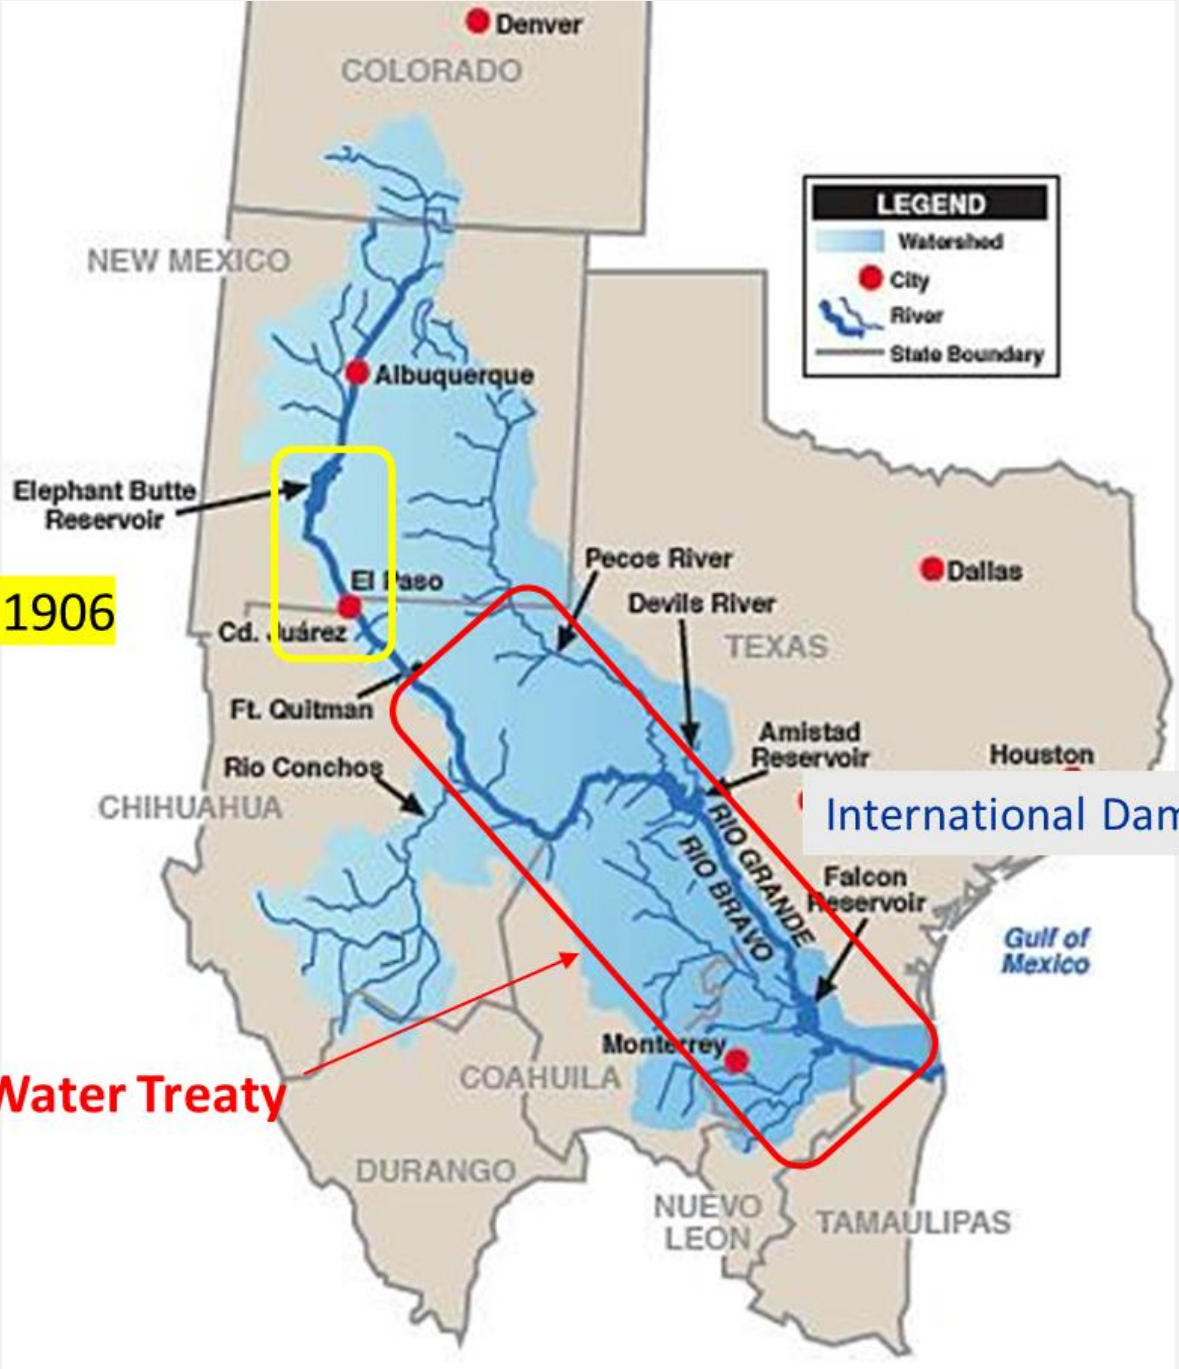 Denver
COLORADO
LEGEND
Watershed
City
River
State Boundary
NEW MEXICO
Albuquerque
Elephant Butte
Reservoir
Pecos River
Dallas
El Paso
1906
Devils River
Cd. Juárez
TEXAS
Ft. Quitman
Amistad
Reservoir
Houston
Rio Conchos
CHIHUAHUA
International Dam
RIO GRANDE
RIO BRAVO
Falcon
Reservoir
Gulf of
Mexico
Monterrey
COAHUILA
Water Treaty
DURANGO
NUEVO
LEON
TAMAULIPAS